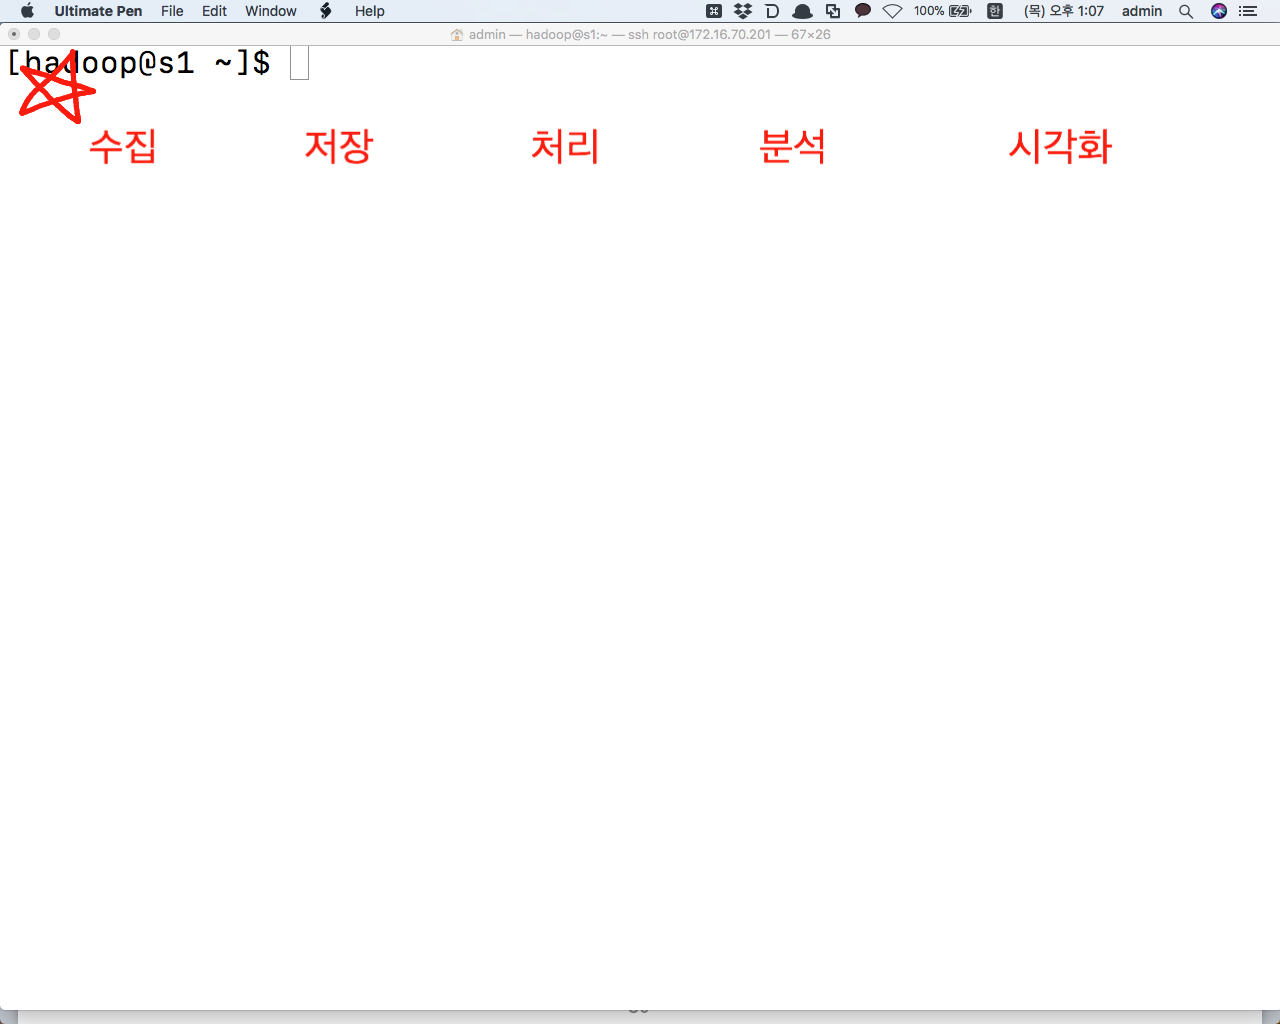 Ultimate Pen File Edit Window Help 100% 한 (목) 오후 1:07 admin
admin — hadoop@s1:~ — ssh root@172.16.70.201 — 67×26
[hadoop@s1 ~]$
수집 저장 처리 분석 시각화